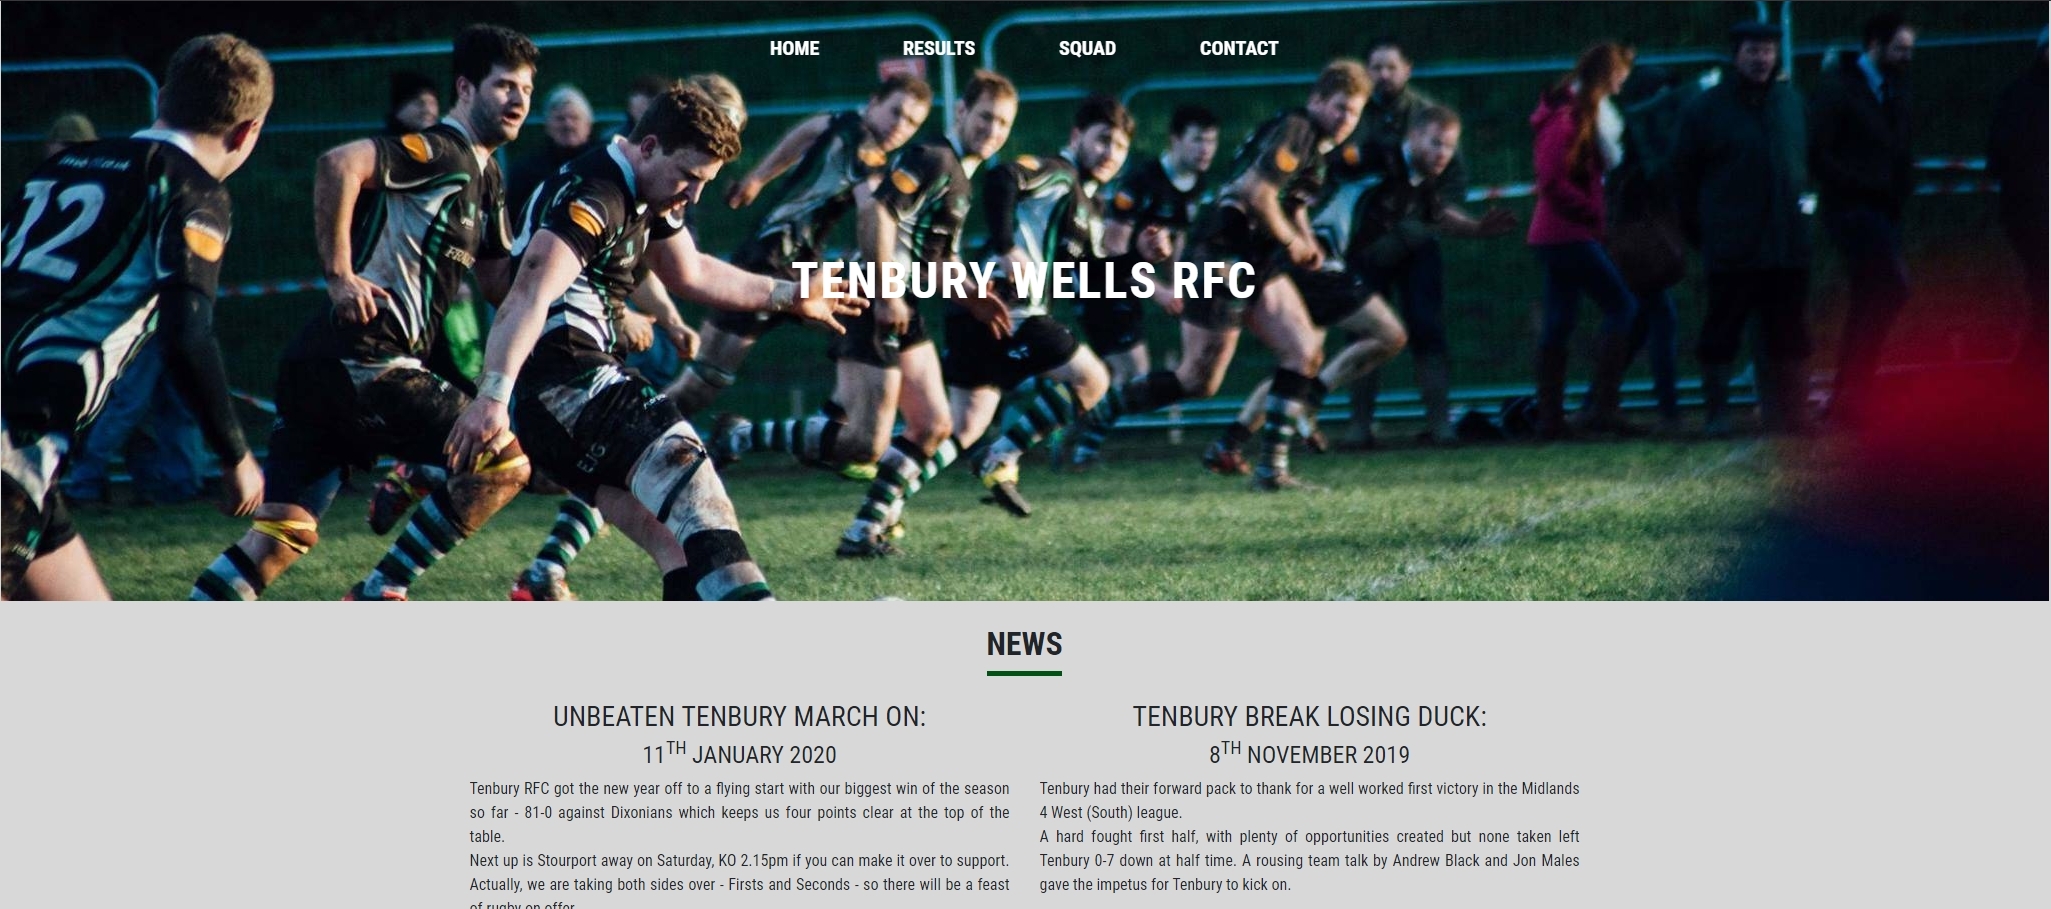 HOME RESULTS SQUAD CONTACT
12
TENBURY WELLS RFC
EIG
NEWS
UNBEATEN TENBURY MARCH ON:
11TH JANUARY 2020
Tenbury RFC got the new year off to a flying start with our biggest win of the season
so far - 81-0 against Dixonians which keeps us four points clear at the top of the
table.
Next up is Stourport away on Saturday, KO 2.15pm if you can make it over to support.
Actually, we are taking both sides over - Firsts and Seconds - so there will be a feast
of rugby on offer.
TENBURY BREAK LOSING DUCK:
8TH NOVEMBER 2019
Tenbury had their forward pack to thank for a well worked first victory in the Midlands
4 West (South) league.
A hard fought first half, with plenty of opportunities created but none taken left
Tenbury 0-7 down at half time. A rousing team talk by Andrew Black and Jon Males
gave the impetus for Tenbury to kick on.